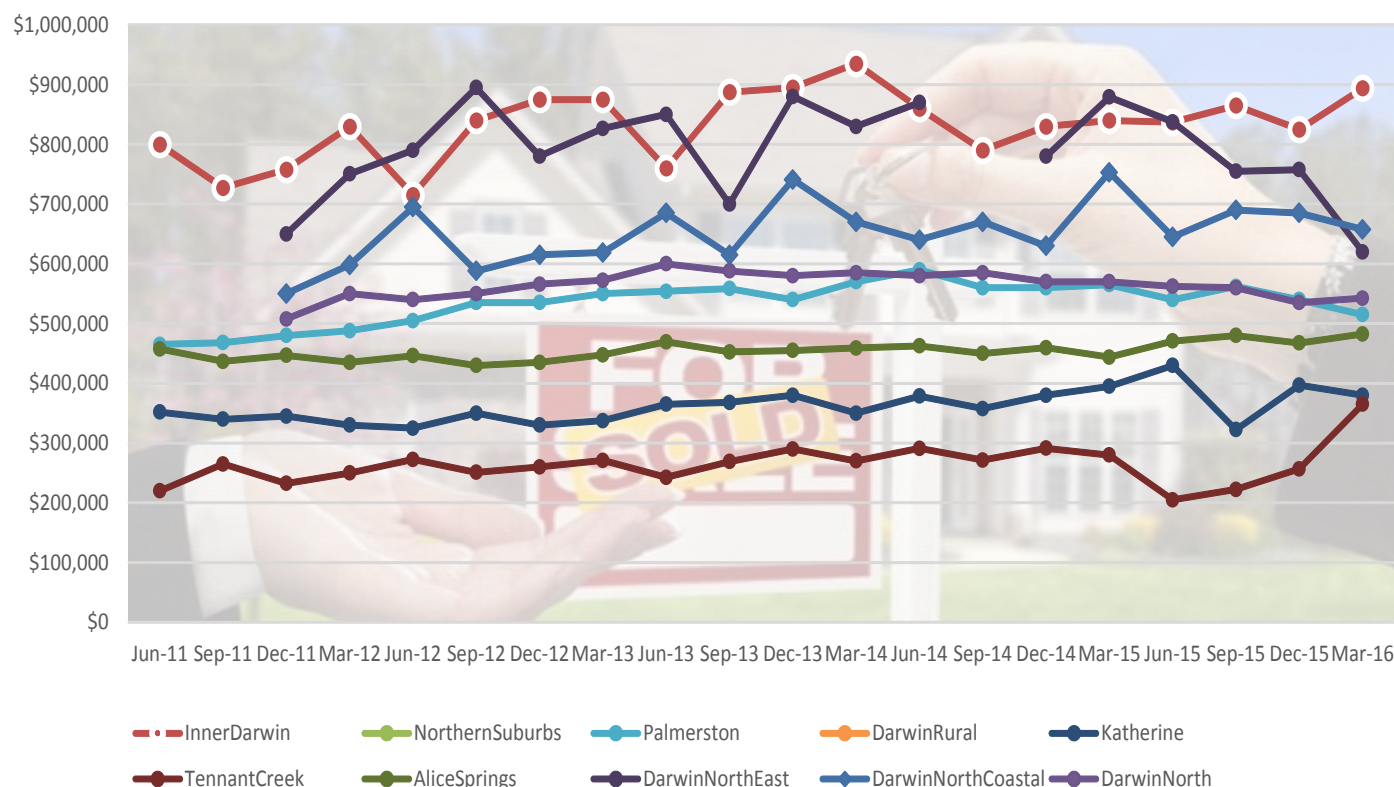 $1,000,000
$900,000
$800,000
$700,000
$600,000
$500,000
$400,000
$300,000
$200,000
$100,000
$0
FOR
SOLD
SALE
Jun-11 Sep-11 Dec-11 Mar-12 Jun-12 Sep-12 Dec-12 Mar-13 Jun-13 Sep-13 Dec-13 Mar-14 Jun-14 Sep-14 Dec-14 Mar-15 Jun-15 Sep-15 Dec-15 Mar-16
InnerDarwin NorthernSuburbs Palmerston DarwinRural Katherine
TennantCreek AliceSprings DarwinNorthEast DarwinNorthCoastal DarwinNorth